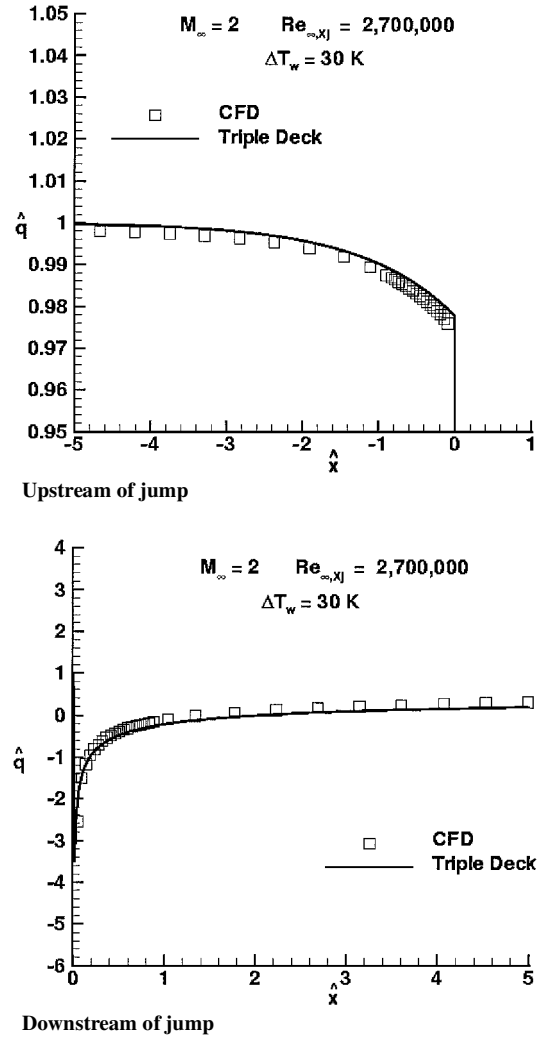 1.05
1.04
1.03
1.02
1.01
1
0.99
0.98
0.97
0.96
0.95
q̂
M∞ = 2 Re∞,Xj = 2,700,000
ΔTw = 30 K
CFD
Triple Deck
-5 -4 -3 -2 -1 0 1
x̂
Upstream of jump
4
3
2
1
0
-1
-2
-3
-4
-5
-6
q̂
M∞ = 2 Re∞,Xj = 2,700,000
ΔTw = 30 K
CFD
Triple Deck
0 1 2 3 4 5
x̂
Downstream of jump